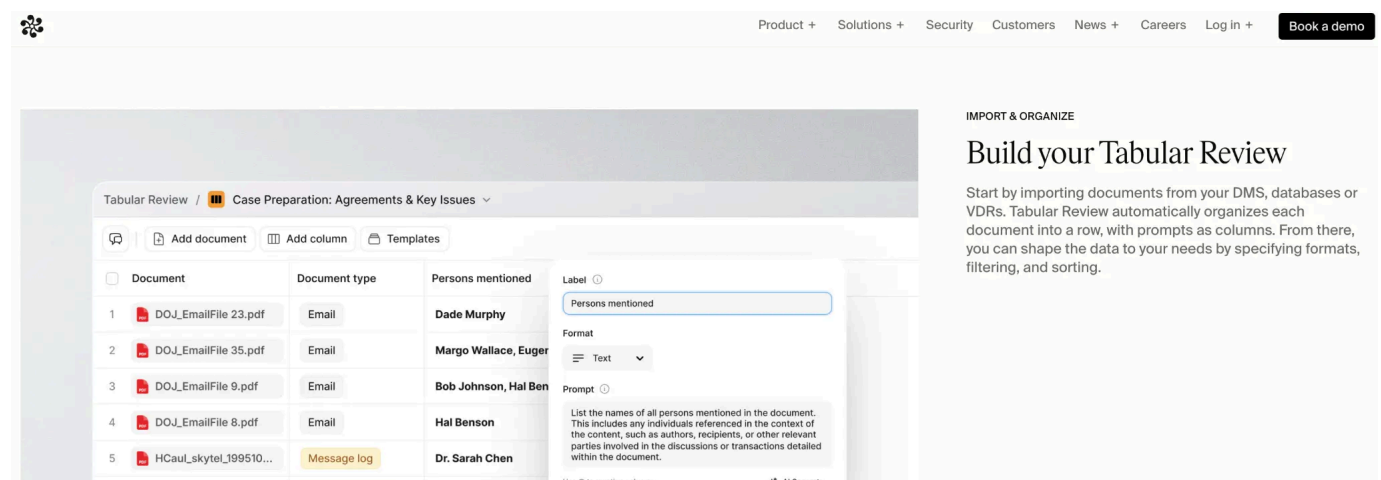 Product +
Solutions +
Security
Customers
News +
Careers
Log in +
Book a demo
IMPORT & ORGANIZE
Build your Tabular Review
Start by importing documents from your DMS, databases or
VDRs. Tabular Review automatically organizes each
document into a row, with prompts as columns. From there,
you can shape the data to your needs by specifying formats,
filtering, and sorting.
Tabular Review / Case Preparation: Agreements & Key Issues
Add document
Add column
Templates
Document
Document type
Persons mentioned
1 DOJ_EmailFile 23.pdf Email Dade Murphy
2 DOJ_EmailFile 35.pdf Email Margo Wallace, Euger
3 DOJ_EmailFile 9.pdf Email Bob Johnson, Hal Ben
4 DOJ_EmailFile 8.pdf Email Hal Benson
5 HCaul_skytel_199510... Message log Dr. Sarah Chen
Label
Persons mentioned
Format
Text
Prompt
List the names of all persons mentioned in the document.
This includes any individuals referenced in the context of
the content, such as authors, recipients, or other relevant
parties involved in the discussions or transactions detailed
within the document.